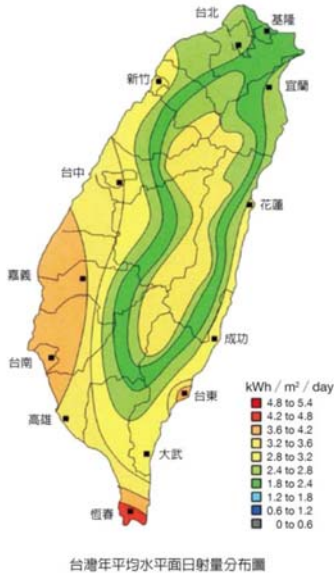 台北
基隆
新竹
宜蘭
台中
花蓮
嘉義
成功
台南
台東
高雄
大武
恆春
kWh / m² / day
4.8 to 5.4
4.2 to 4.8
3.6 to 4.2
3.2 to 3.6
2.8 to 3.2
2.4 to 2.8
1.8 to 2.4
1.2 to 1.8
0.6 to 1.2
0 to 0.6
台灣年平均水平面日射量分布圖